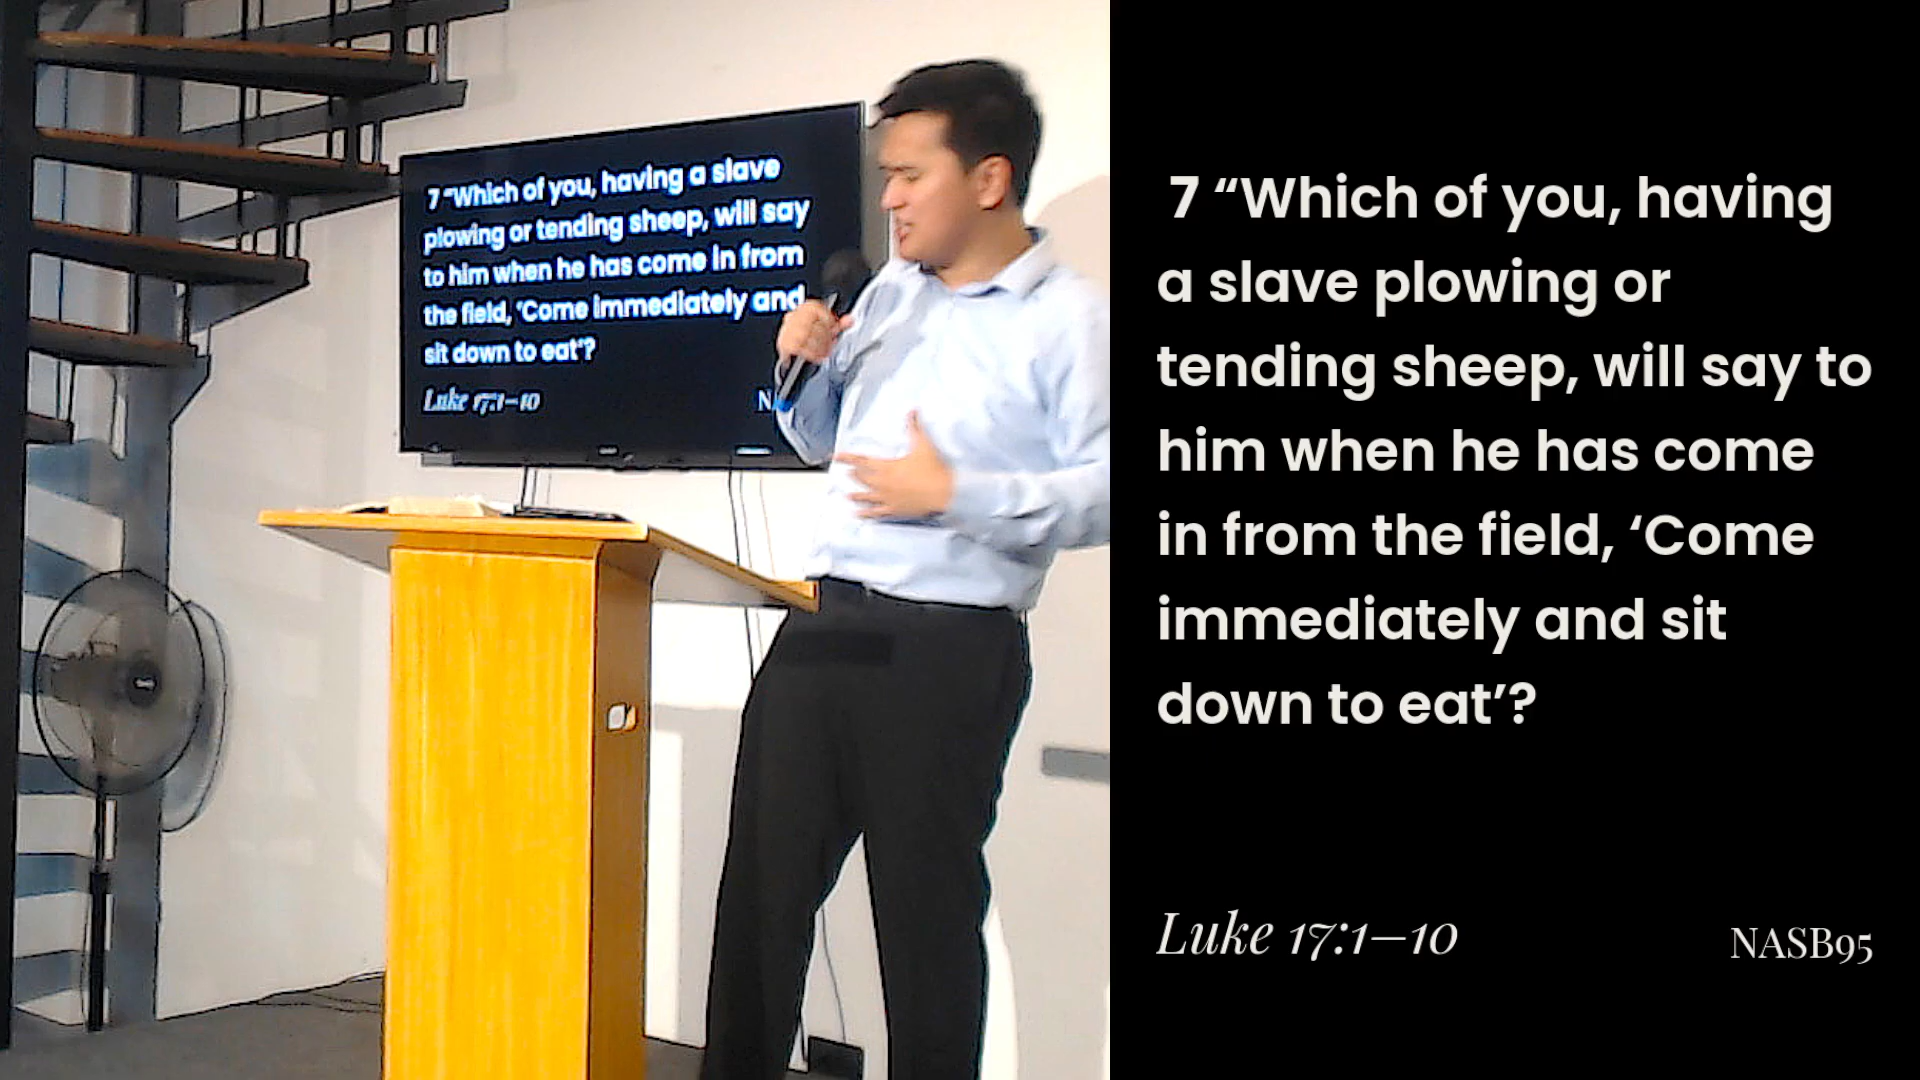 7 “Which of you, having a slave
plowing or tending sheep, will say
to him when he has come in from
the field, ‘Come immediately and
sit down to eat’?
Luke 17:1–10
7 “Which of you, having
a slave plowing or
tending sheep, will say to
him when he has come
in from the field, ‘Come
immediately and sit
down to eat’?
Luke 17:1–10
NASB95